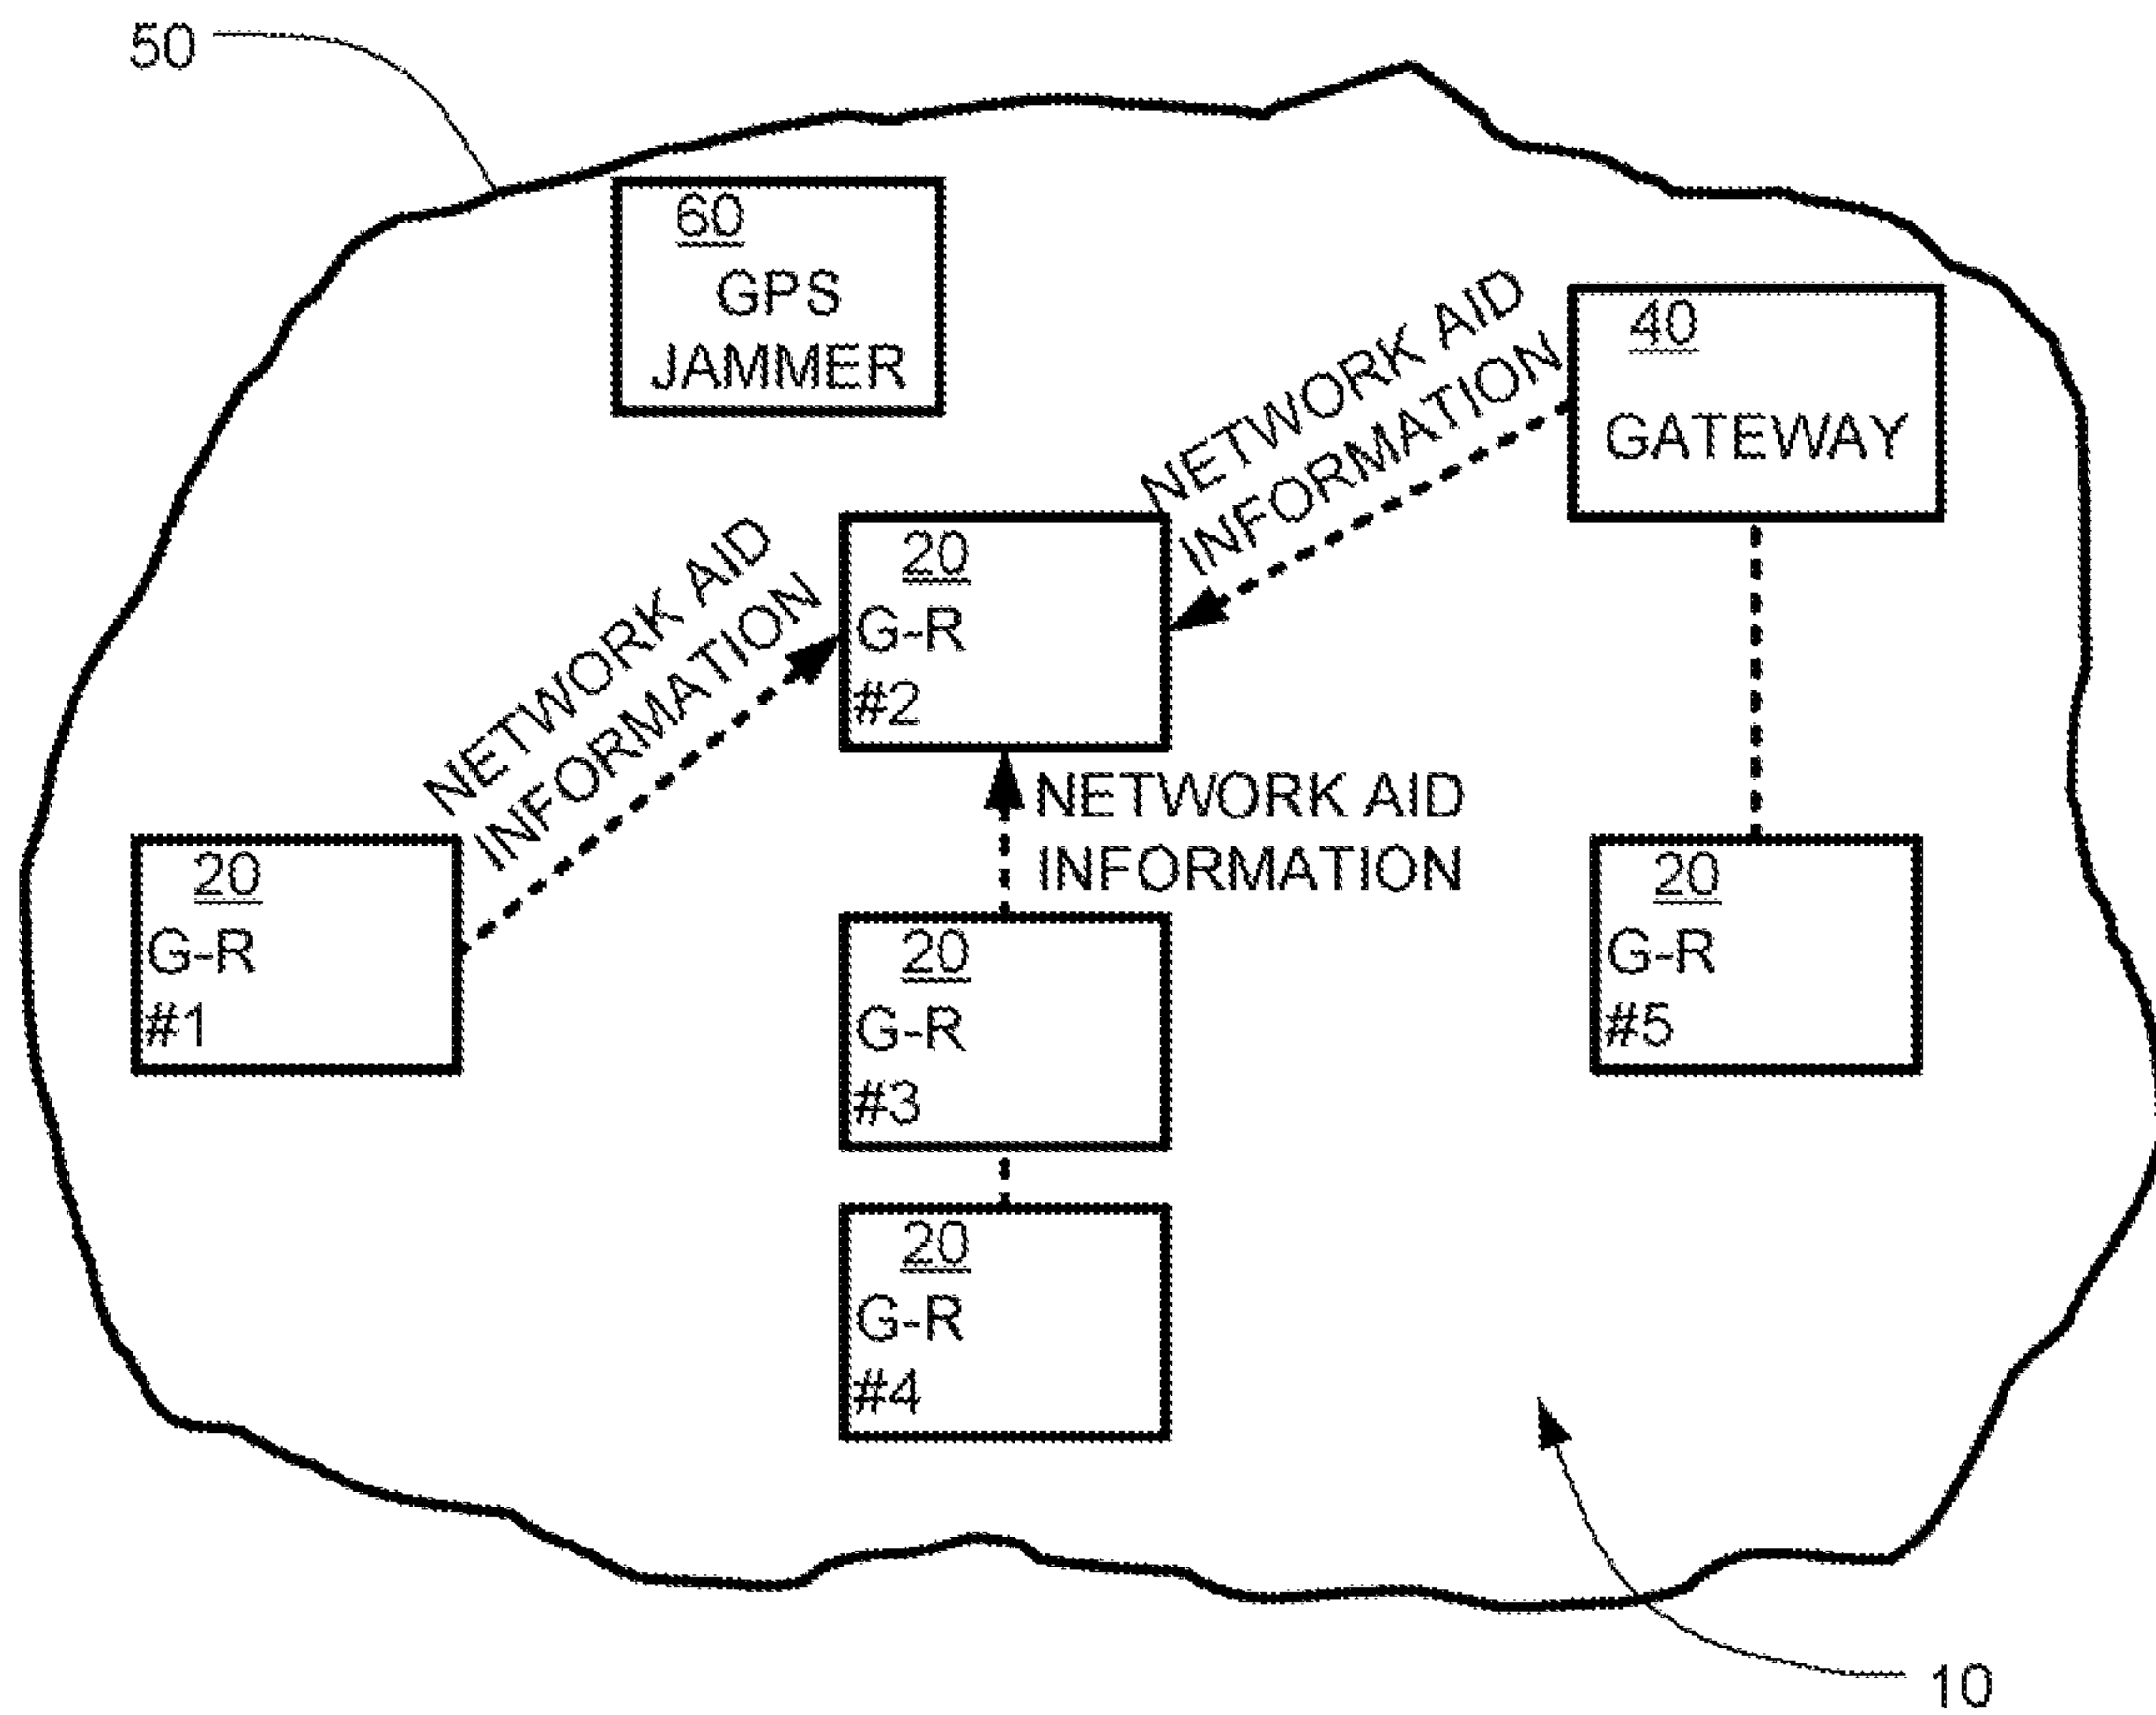 50
60
GPS
JAMMER
40
GATEWAY
NETWORK AID
INFORMATION
20
G-R
#2
NETWORK AID
INFORMATION
NETWORK AID
INFORMATION
20
G-R
#1
20
G-R
#3
20
G-R
#5
20
G-R
#4
10